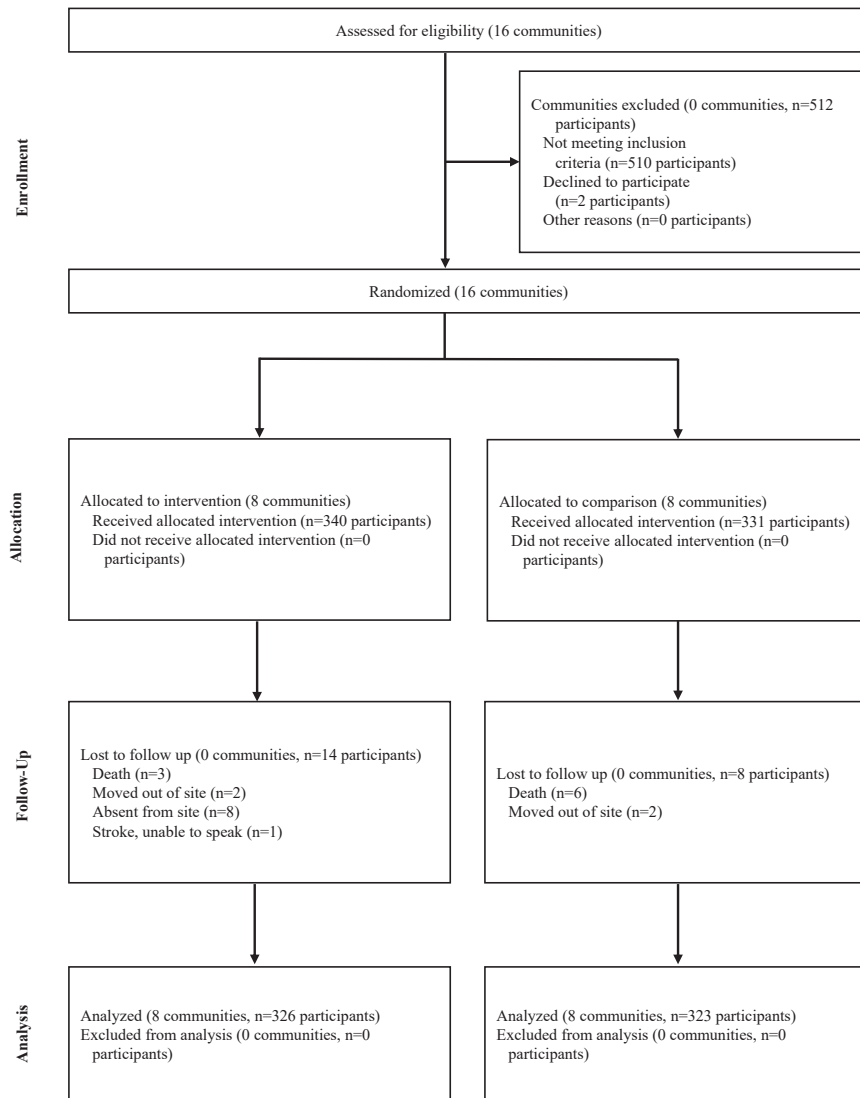 Assessed for eligibility (16 communities)
Enrollment
Communities excluded (0 communities, n=512
participants)
Not meeting inclusion
criteria (n=510 participants)
Declined to participate
(n=2 participants)
Other reasons (n=0 participants)
Randomized (16 communities)
Allocation
Allocated to intervention (8 communities)
Received allocated intervention (n=340 participants)
Did not receive allocated intervention (n=0
participants)
Allocated to comparison (8 communities)
Received allocated intervention (n=331 participants)
Did not receive allocated intervention (n=0
participants)
Follow-Up
Lost to follow up (0 communities, n=14 participants)
Death (n=3)
Moved out of site (n=2)
Absent from site (n=8)
Stroke, unable to speak (n=1)
Lost to follow up (0 communities, n=8 participants)
Death (n=6)
Moved out of site (n=2)
Analysis
Analyzed (8 communities, n=326 participants)
Excluded from analysis (0 communities, n=0
participants)
Analyzed (8 communities, n=323 participants)
Excluded from analysis (0 communities, n=0
participants)